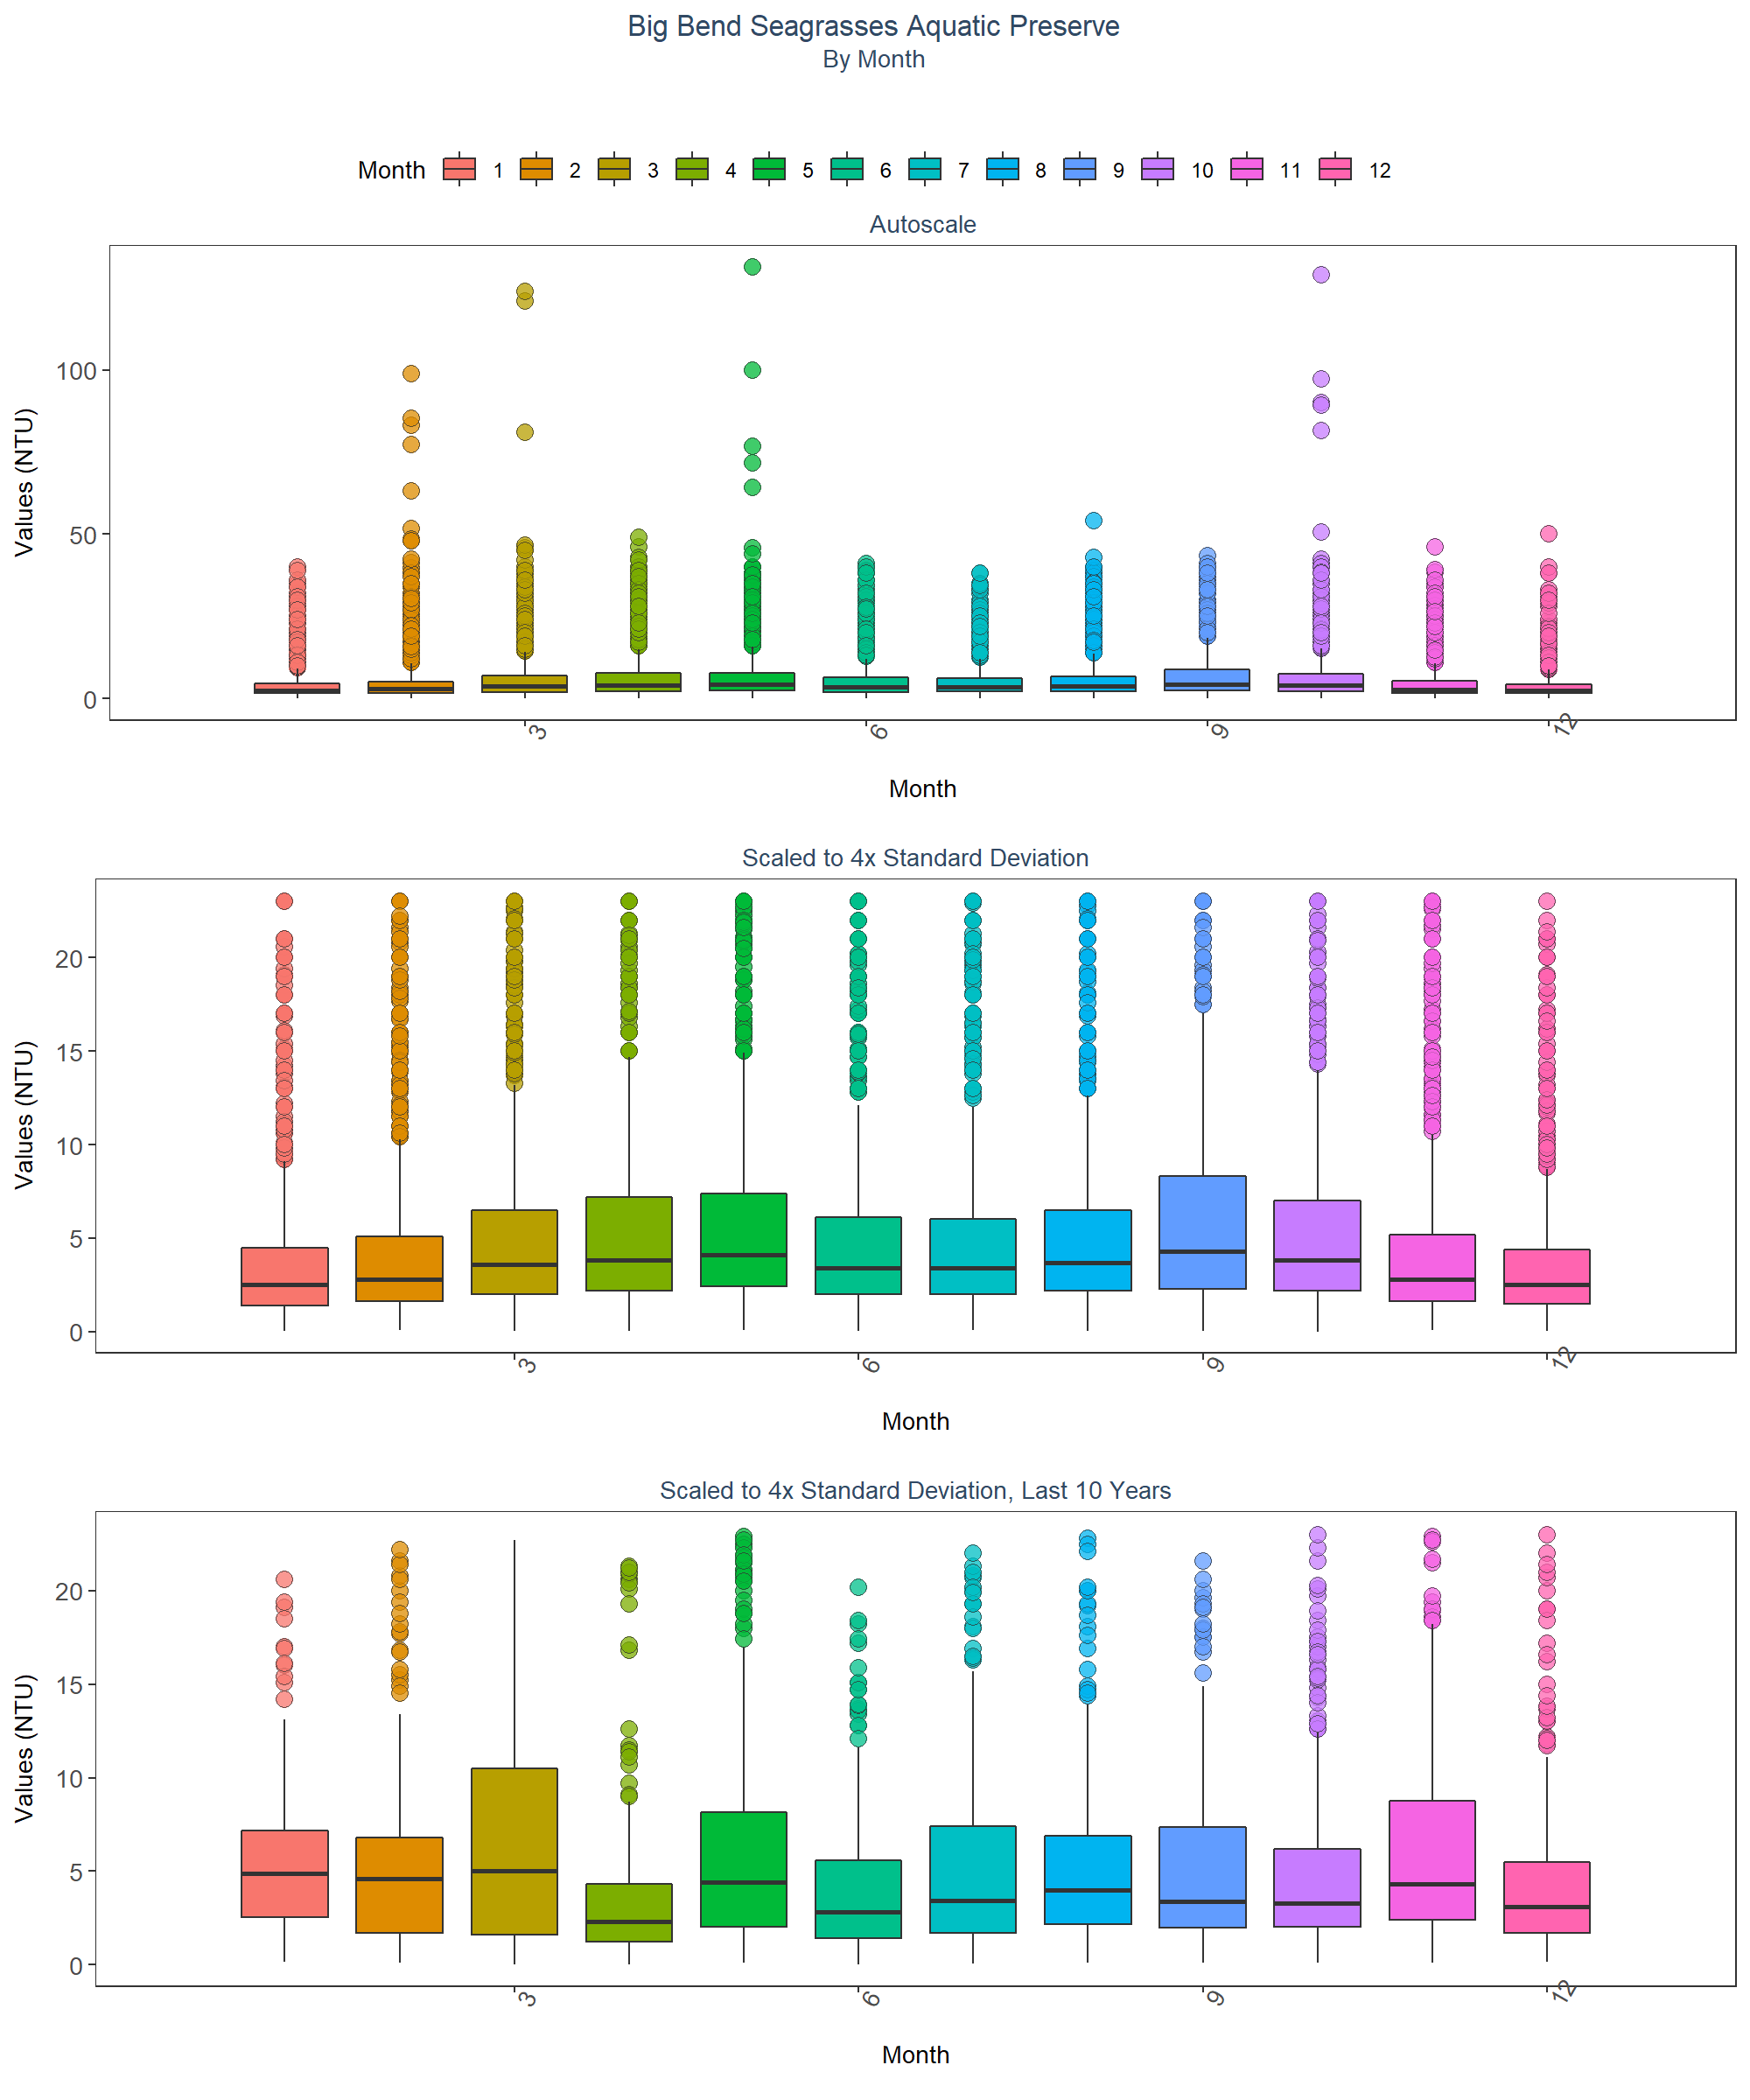 Big Bend Seagrasses Aquatic Preserve
By Month
Month 1 2 3 4 5 6 7 8 9 10 11 12
Autoscale
Values (NTU)
100
50
0
3 6 9 12
Month
Scaled to 4x Standard Deviation
Values (NTU)
20
15
10
5
0
3 6 9 12
Month
Scaled to 4x Standard Deviation, Last 10 Years
Values (NTU)
20
15
10
5
0
3 6 9 12
Month